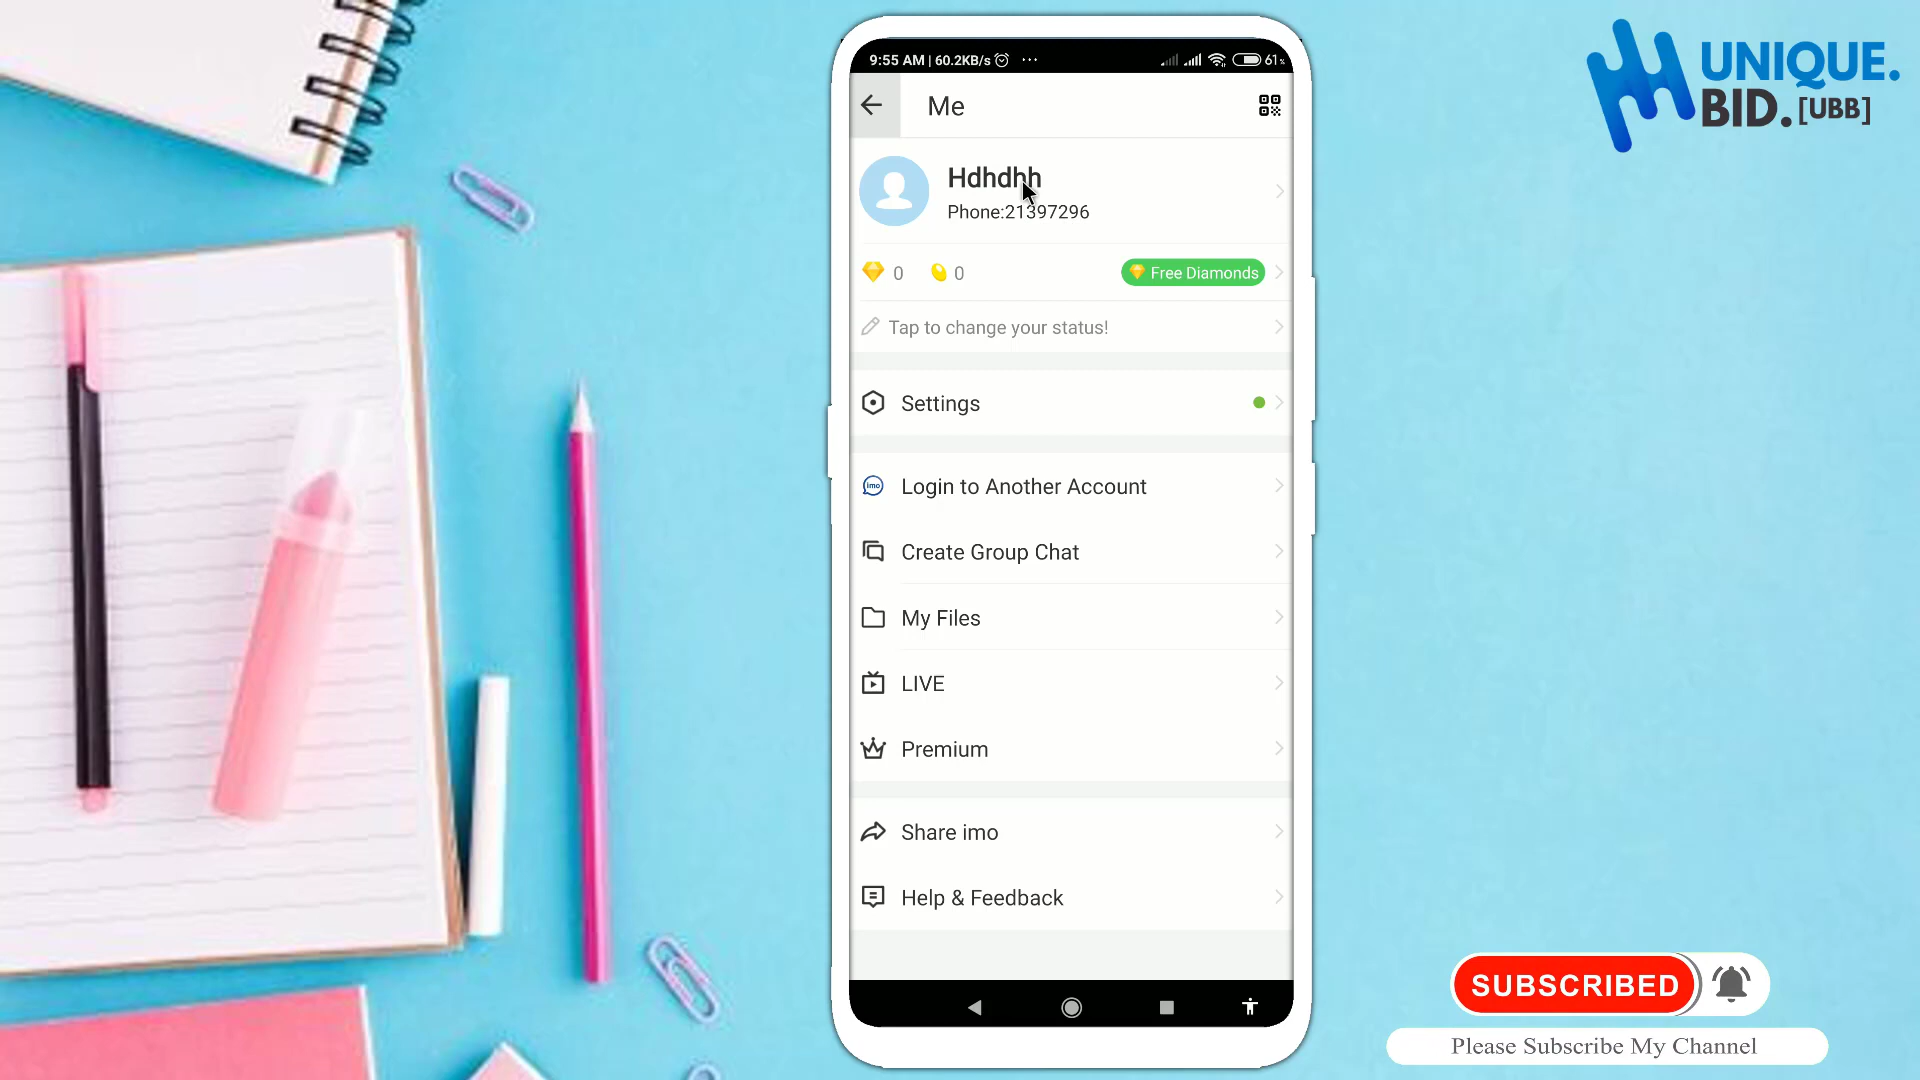 9:55 AM | 60.2KB/s ... 61%
UNIQUE.
BID. [UBB]
Me
Hdhdhh
Phone:21397296
0 0 Free Diamonds
Tap to change your status!
Settings
imo Login to Another Account
Create Group Chat
My Files
LIVE
Premium
Share imo
Help & Feedback
SUBSCRIBED
Please Subscribe My Channel